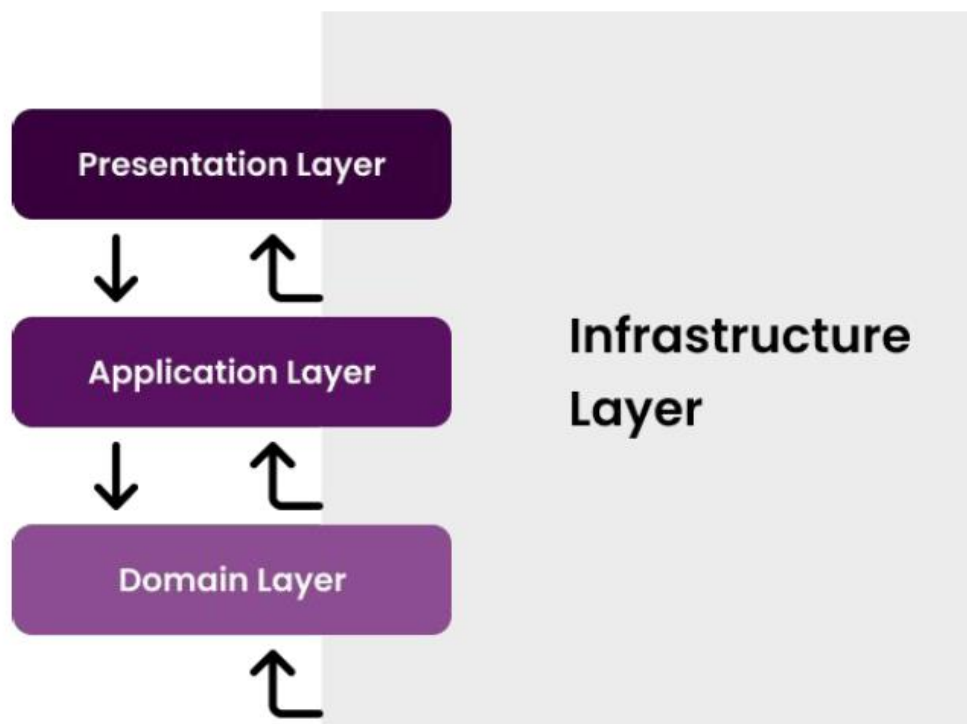 Presentation Layer
Application Layer
Infrastructure
Layer
Domain Layer